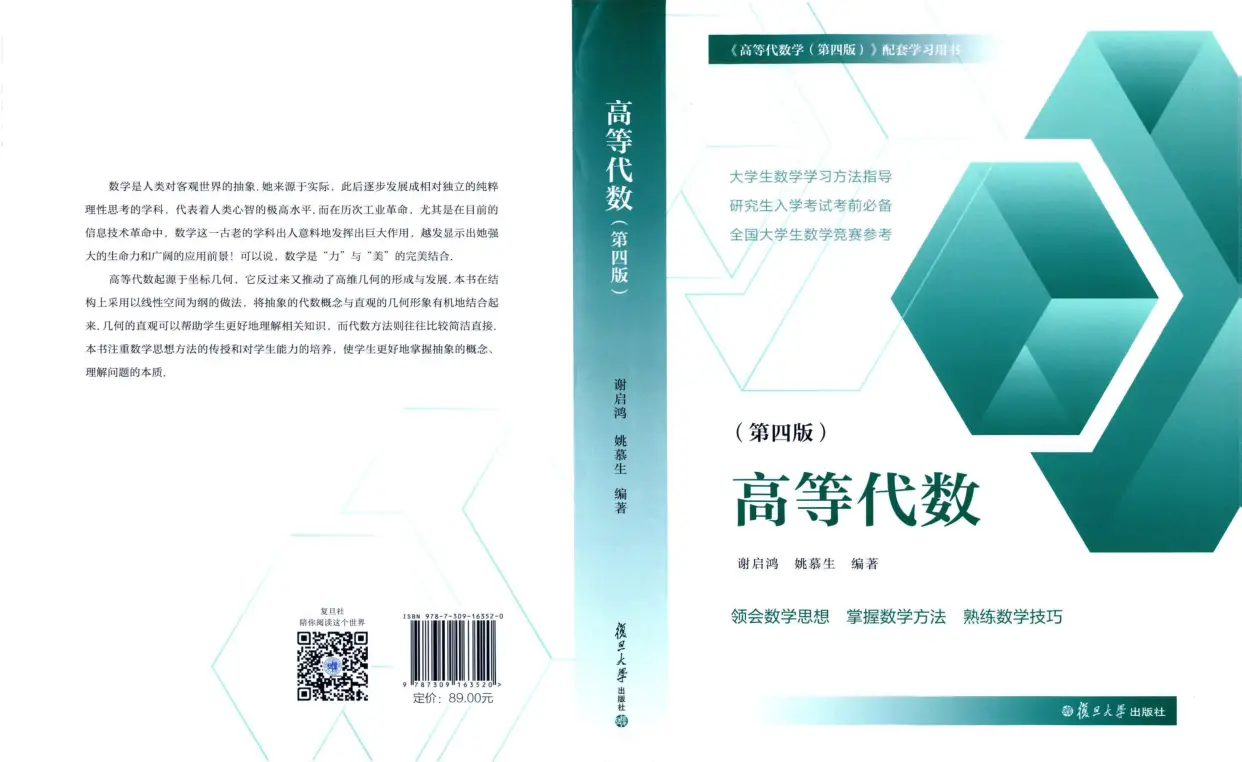 数学是人类对客观世界的抽象.她来源于实际，此后逐步发展成相对独立的纯粹
理性思考的学科，代表着人类心智的极高水平.而在历次工业革命，尤其是在目前的
信息技术革命中，数学这一古老的学科出人意料地发挥出巨大作用，越发显示出她强
大的生命力和广阔的应用前景！可以说，数学是“力”与“美”的完美结合.
高等代数起源于坐标几何，它反过来又推动了高维几何的形成与发展.本书在结
构上采用以线性空间为纲的做法，将抽象的代数概念与直观的几何形象有机地结合起
来.几何的直观可以帮助学生更好地理解相关知识，而代数方法则往往比较简洁直接.
本书注重数学思想方法的传授和对学生能力的培养，使学生更好地掌握抽象的概念、
理解问题的本质.
复旦社
陪你阅读这个世界
ISBN 978-7-309-16352-0
9 787309 163520 >
定价：89.00元
高等代数（第四版）
谢启鸿 姚慕生 编著
復旦大學出版社
《高等代数学（第四版）》配套学习用书
大学生数学学习方法指导
研究生入学考试考前必备
全国大学生数学竞赛参考
（第四版）
高等代数
谢启鸿 姚慕生 编著
领会数学思想 掌握数学方法 熟练数学技巧
復旦大學出版社